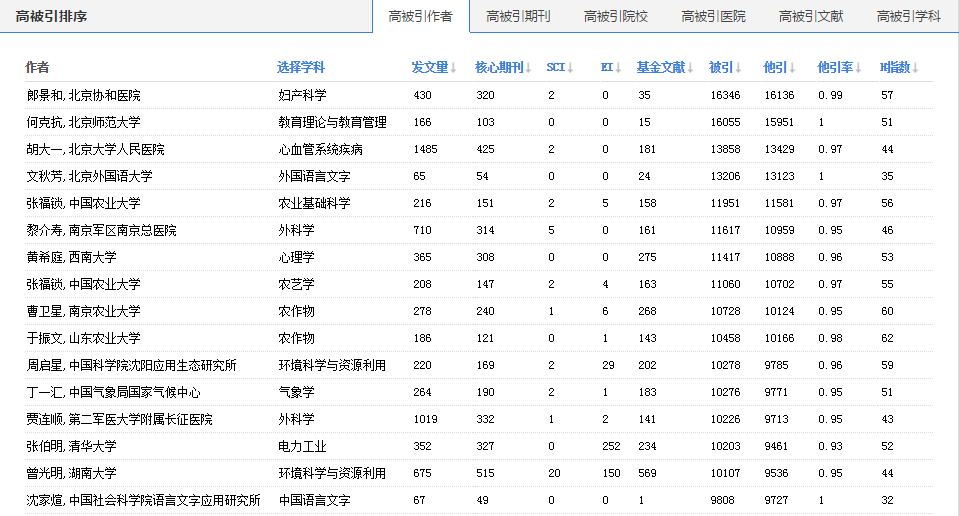 高被引排序 高被引作者 高被引期刊 高被引院校 高被引医院 高被引文献 高被引学科
作者 选择学科 发文量↓ 核心期刊↓ SCI↓ EI↓ 基金文献↓ 被引↓ 他引↓ 他引率↓ H指数↓
郎景和, 北京协和医院 妇产科学 430 320 2 0 35 16346 16136 0.99 57
何克抗, 北京师范大学 教育理论与教育管理 166 103 0 0 15 16055 15951 1 51
胡大一, 北京大学人民医院 心血管系统疾病 1485 425 2 0 181 13858 13429 0.97 44
文秋芳, 北京外国语大学 外国语言文字 65 54 0 0 24 13206 13123 1 35
张福锁, 中国农业大学 农业基础科学 216 151 2 5 158 11951 11581 0.97 56
黎介寿, 南京军区南京总医院 外科学 710 314 5 0 161 11617 10959 0.95 46
黄希庭, 西南大学 心理学 365 308 0 0 275 11417 10888 0.96 53
张福锁, 中国农业大学 农艺学 208 147 2 4 163 11060 10702 0.97 55
曹卫星, 南京农业大学 农作物 278 240 1 6 268 10728 10124 0.95 60
于振文, 山东农业大学 农作物 186 121 0 1 143 10458 10166 0.98 62
周启星, 中国科学院沈阳应用生态研究所 环境科学与资源利用 220 169 2 29 202 10278 9785 0.96 59
丁一汇, 中国气象局国家气候中心 气象学 264 190 2 1 183 10276 9771 0.95 51
贾连顺, 第二军医大学附属长征医院 外科学 1019 332 1 2 141 10226 9713 0.95 43
张伯明, 清华大学 电力工业 352 327 0 252 234 10203 9461 0.93 52
曾光明, 湖南大学 环境科学与资源利用 675 515 20 150 569 10107 9536 0.95 44
沈家煊, 中国社会科学院语言文字应用研究所 中国语言文字 67 49 0 0 1 9808 9727 1 32